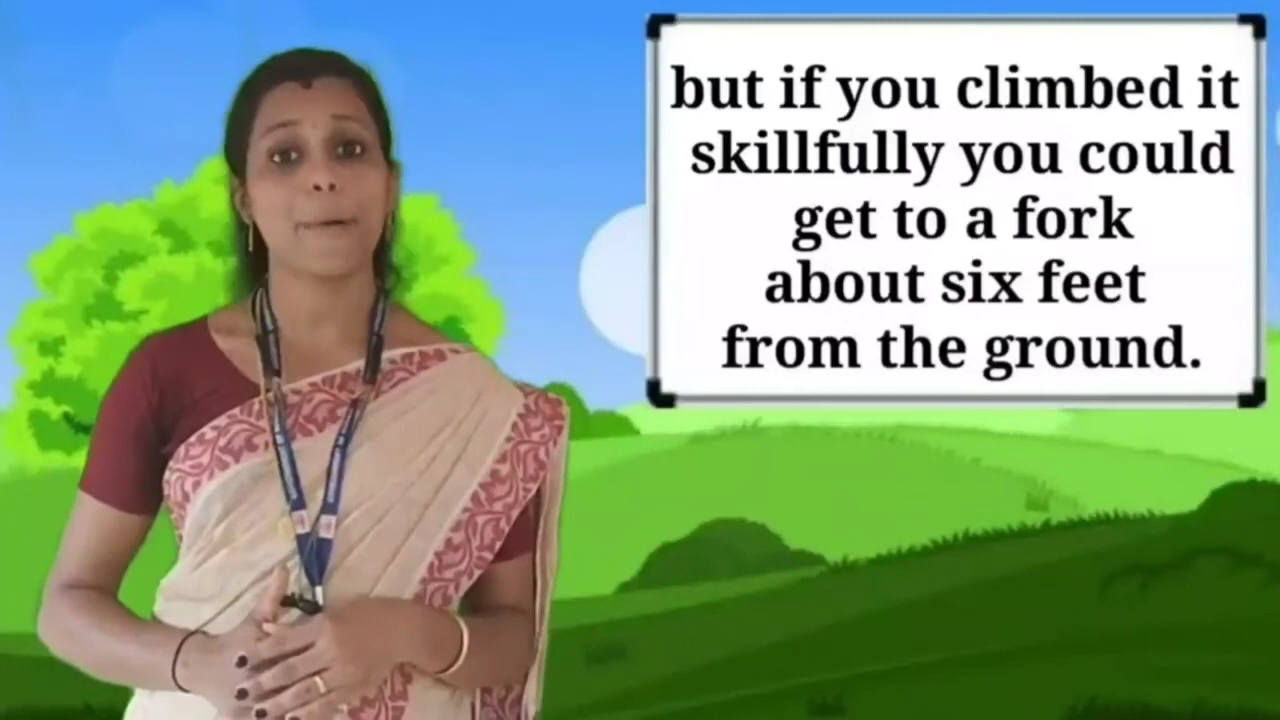 but if you climbed it
skillfully you could
get to a fork
about six feet
from the ground.